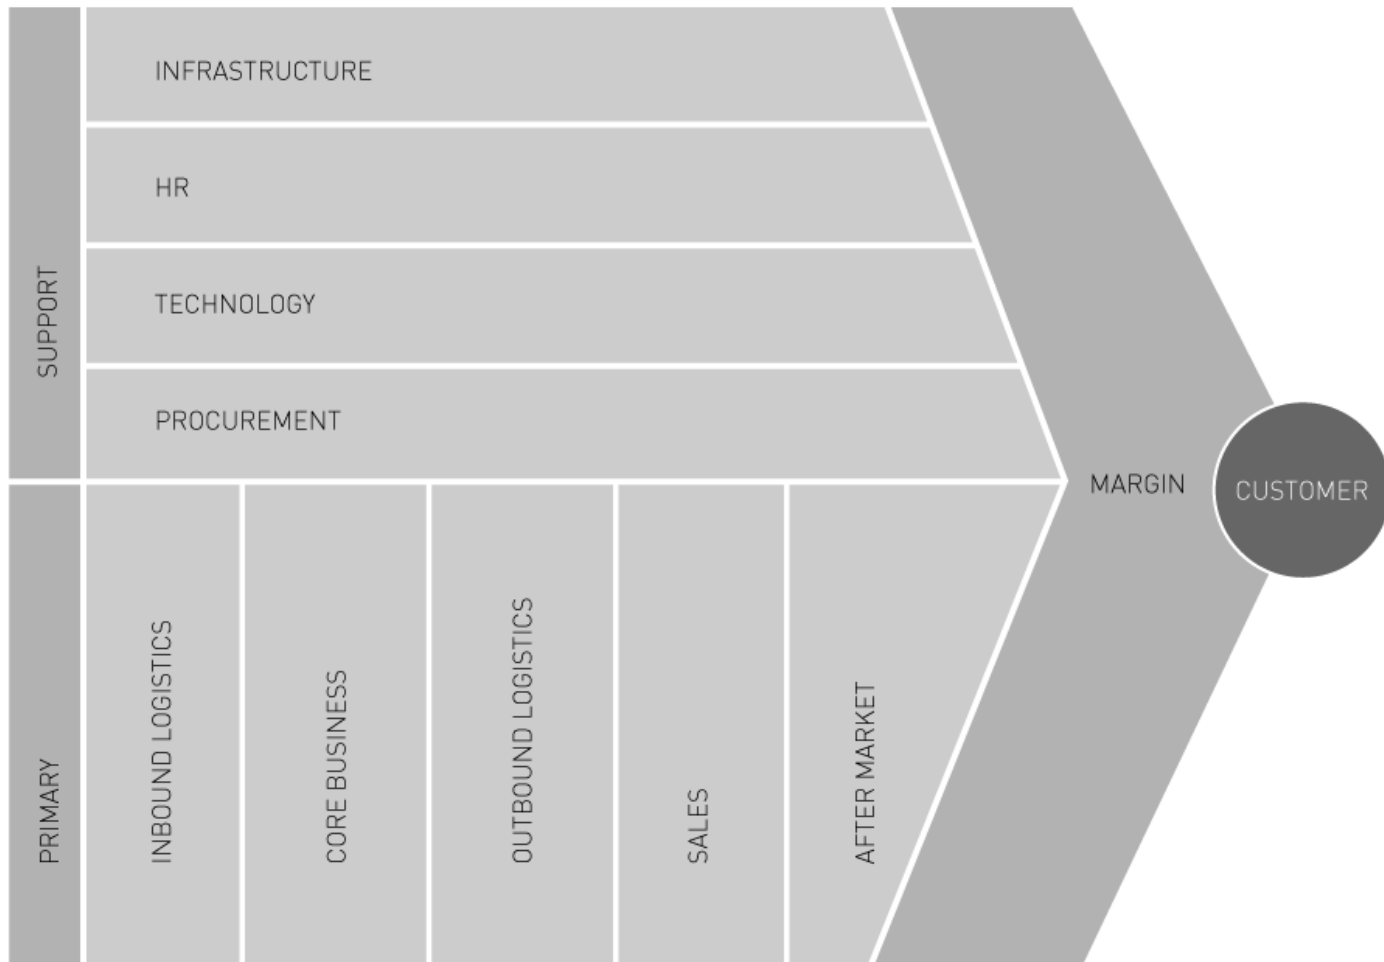 SUPPORT
INFRASTRUCTURE
HR
TECHNOLOGY
PROCUREMENT
PRIMARY
INBOUND LOGISTICS
CORE BUSINESS
OUTBOUND LOGISTICS
SALES
AFTER MARKET
MARGIN
CUSTOMER